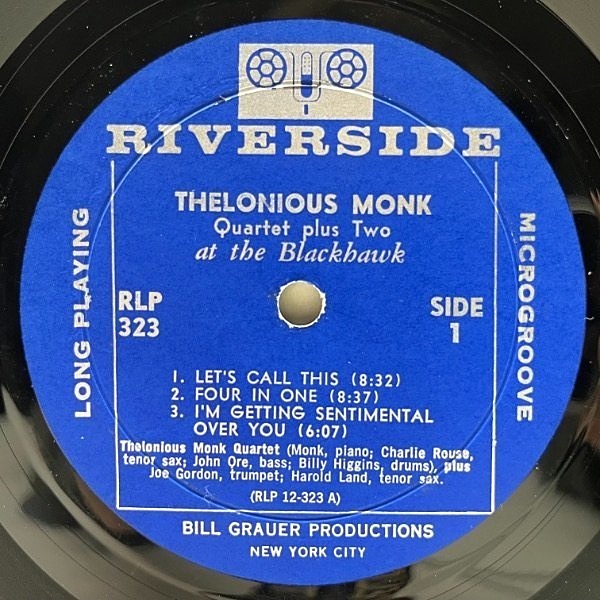 RIVERSIDE
THELONIOUS MONK
Quartet plus Two
at the Blackhawk
LONG PLAYING
MICROGROOVE
RLP
323
SIDE
1
1. LET'S CALL THIS (8:32)
2. FOUR IN ONE (8:37)
3. I'M GETTING SENTIMENTAL
OVER YOU (6:07)
Thelonious Monk Quartet (Monk, piano; Charlie Rouse,
tenor sax; John Ore, bass; Billy Higgins, drums), plus
Joe Gordon, trumpet; Harold Land, tenor sax.
(RLP 12-323 A)
BILL GRAUER PRODUCTIONS
NEW YORK CITY